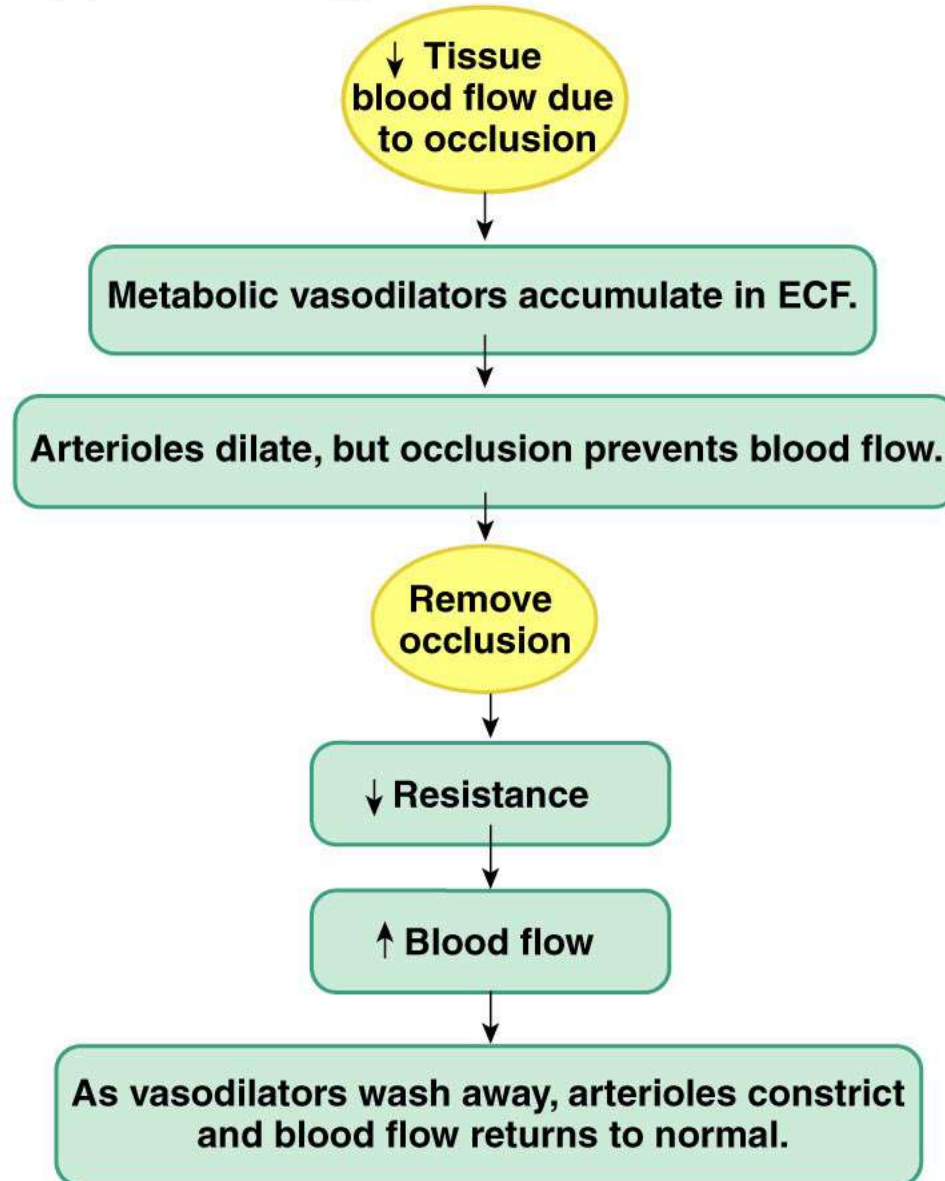 ↓ Tissue
blood flow due
to occlusion
Metabolic vasodilators accumulate in ECF.
Arterioles dilate, but occlusion prevents blood flow.
Remove
occlusion
↓ Resistance
↑ Blood flow
As vasodilators wash away, arterioles constrict
and blood flow returns to normal.